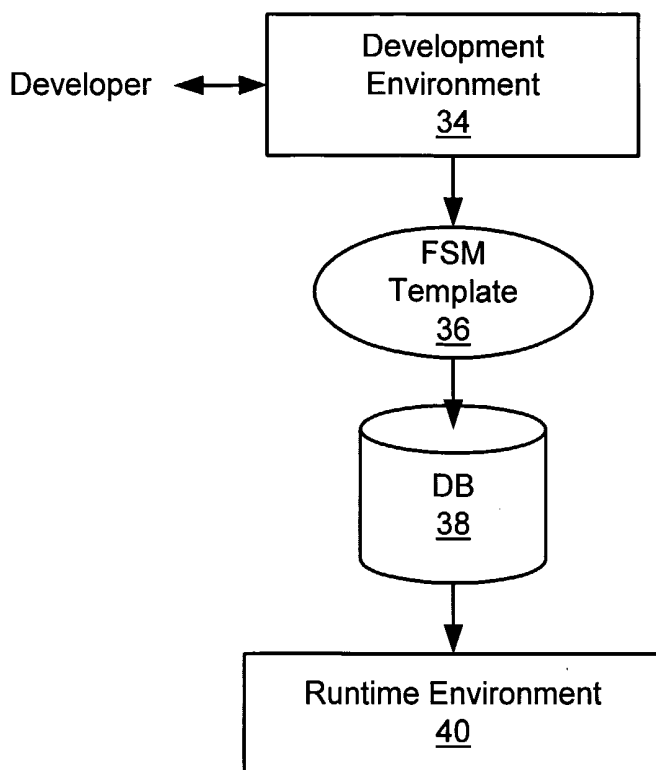 Development
Environment
34
Developer
FSM
Template
36
DB
38
Runtime Environment
40